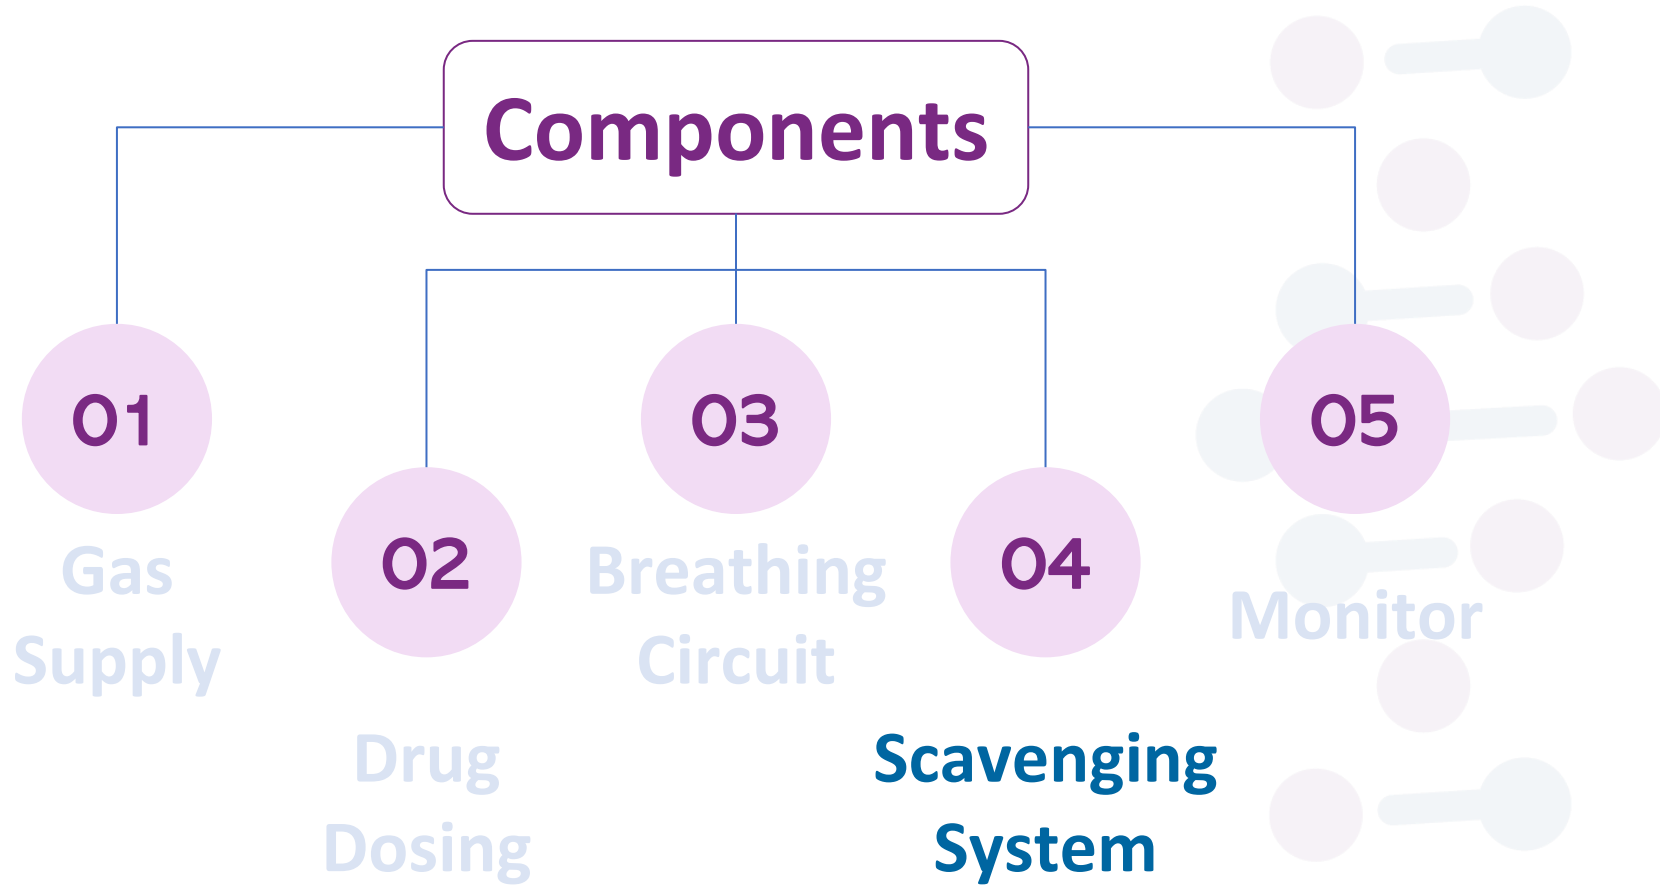 Components
01
Gas
Supply
02
Drug
Dosing
03
Breathing
Circuit
04
Scavenging
System
05
Monitor